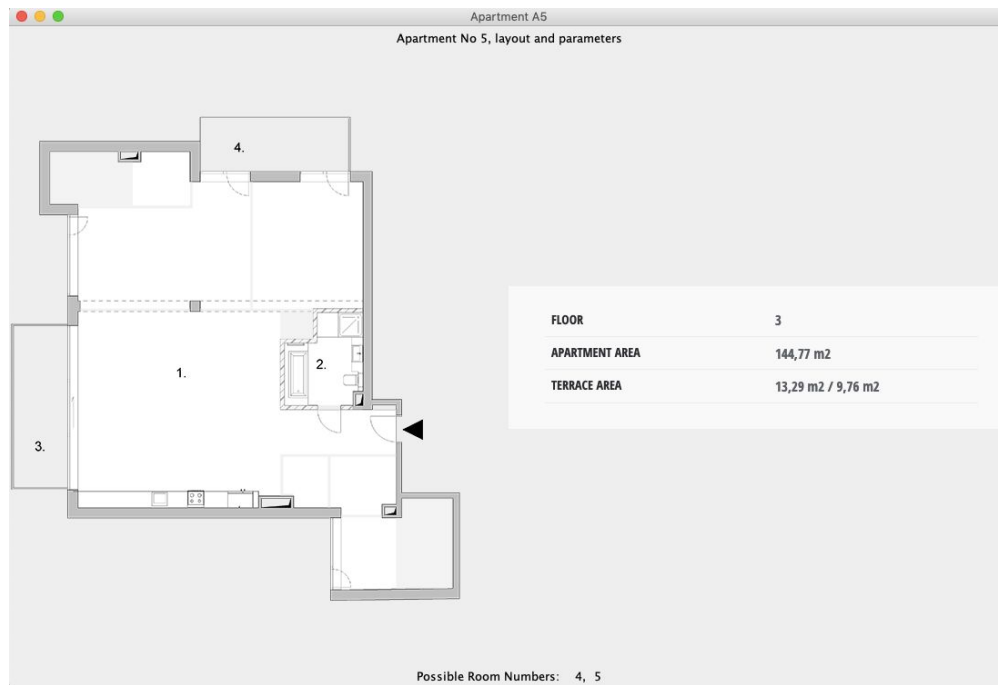 Apartment A5
Apartment No 5, layout and parameters
4.
FLOOR 3
APARTMENT AREA 144,77 m2
1.
2.
TERRACE AREA 13,29 m2 / 9,76 m2
3.
Possible Room Numbers: 4, 5